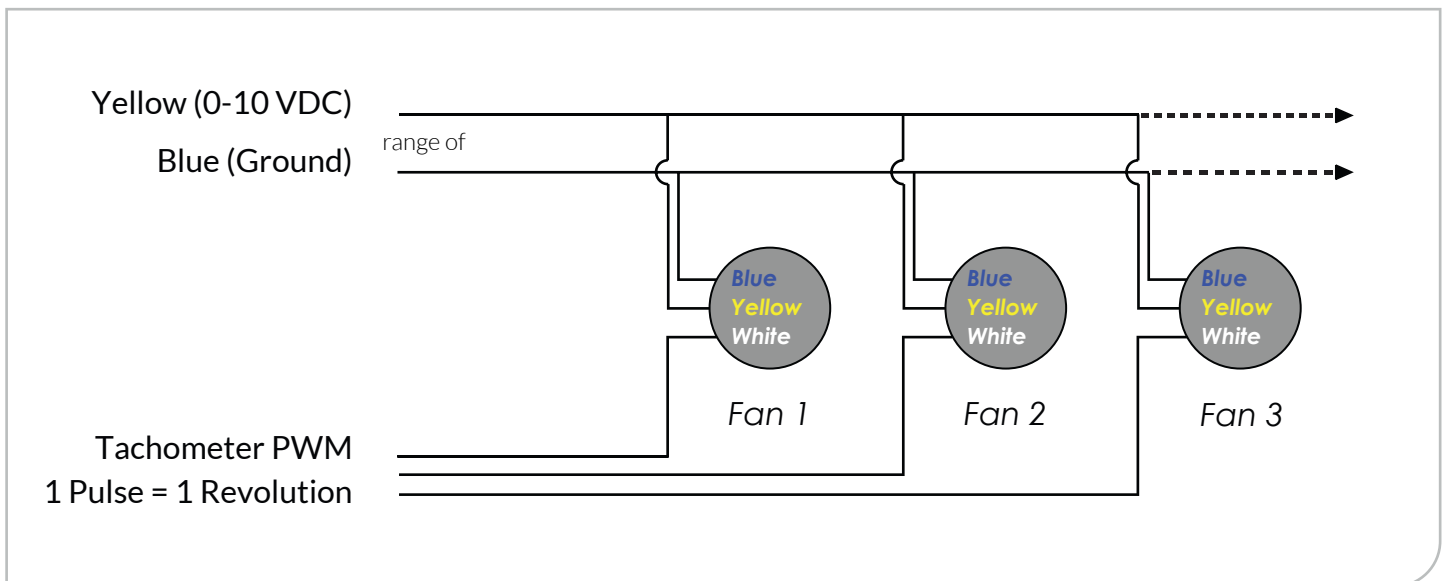 Yellow (0-10 VDC)
range of
Blue (Ground)
Blue
Yellow
White
Fan 1
Blue
Yellow
White
Fan 2
Blue
Yellow
White
Fan 3
Tachometer PWM
1 Pulse = 1 Revolution